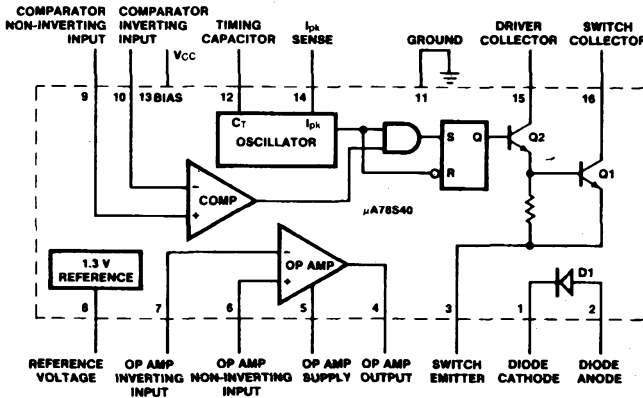 COMPARATOR
NON-INVERTING
INPUT
COMPARATOR
INVERTING
INPUT
VCC
TIMING
CAPACITOR
Ipk
SENSE
GROUND
DRIVER
COLLECTOR
SWITCH
COLLECTOR
9
10
13 BIAS
12
14
11
15
16
CT
Ipk
OSCILLATOR
S
Q
R
Q2
Q1
−
COMP
+
μA78S40
1.3 V
REFERENCE
−
OP AMP
+
D1
8
7
6
5
4
3
1
2
REFERENCE
VOLTAGE
OP AMP
INVERTING
INPUT
OP AMP
NON-INVERTING
INPUT
OP AMP
SUPPLY
OP AMP
OUTPUT
SWITCH
EMITTER
DIODE
CATHODE
DIODE
ANODE